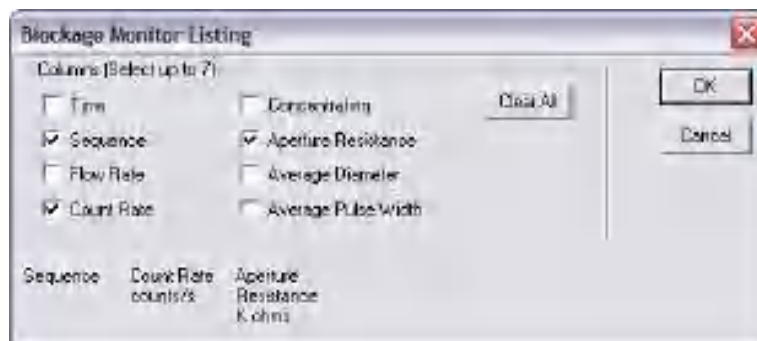 Blockage Monitor Listing
Columns (Select up to 7)
Time
Concentration
Clear All
OK
Sequence
Aperture Resistance
Cancel
Flow Rate
Average Diameter
Count Rate
Average Pulse Width
Sequence
Count Rate
counts/s
Aperture
Resistance
K ohms